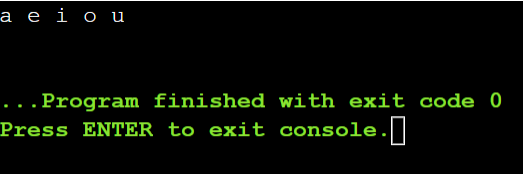 a e i o u
...Program finished with exit code 0
Press ENTER to exit console.